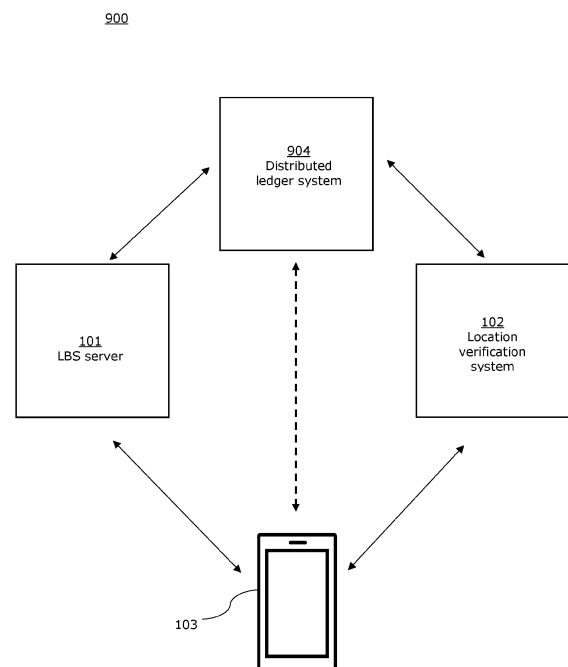 900
904
Distributed
ledger system
101
LBS server
102
Location
verification
system
103